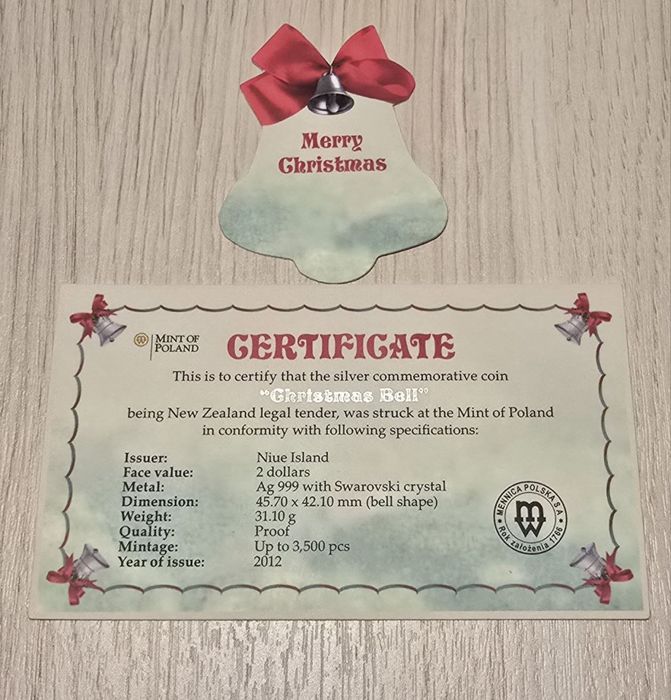 Merry
Christmas
MINT OF
POLAND
CERTIFICATE
This is to certify that the silver commemorative coin
"Christmas Bell"
being New Zealand legal tender, was struck at the Mint of Poland
in conformity with following specifications:
Issuer: Niue Island
Face value: 2 dollars
Metal: Ag 999 with Swarovski crystal
Dimension: 45.70 x 42.10 mm (bell shape)
Weight: 31.10 g
Quality: Proof
Mintage: Up to 3,500 pcs
Year of issue: 2012
MENNICA POLSKA S.A.
Rok założenia 1766